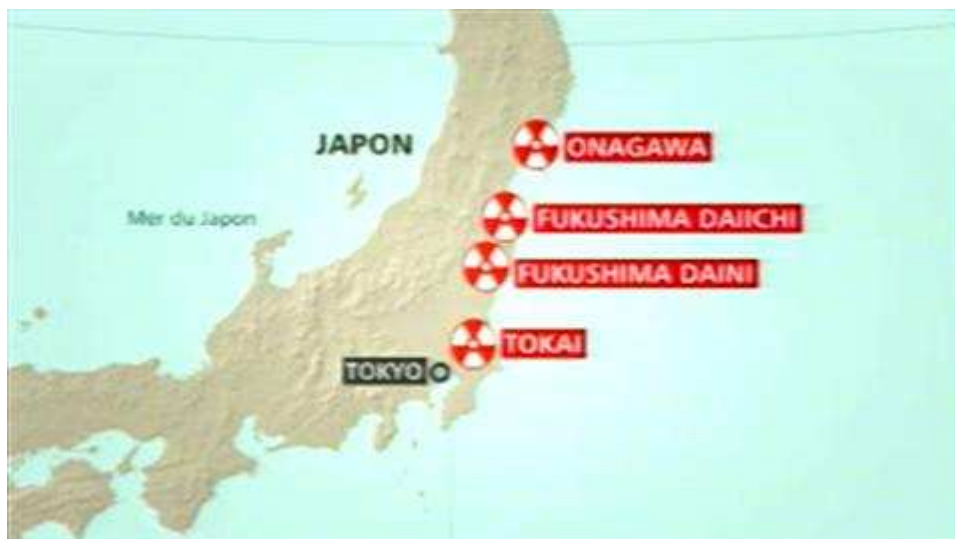 JAPON
ONAGAWA
Mer du Japon
FUKUSHIMA DAIICHI
FUKUSHIMA DAINI
TOKAI
TOKYO